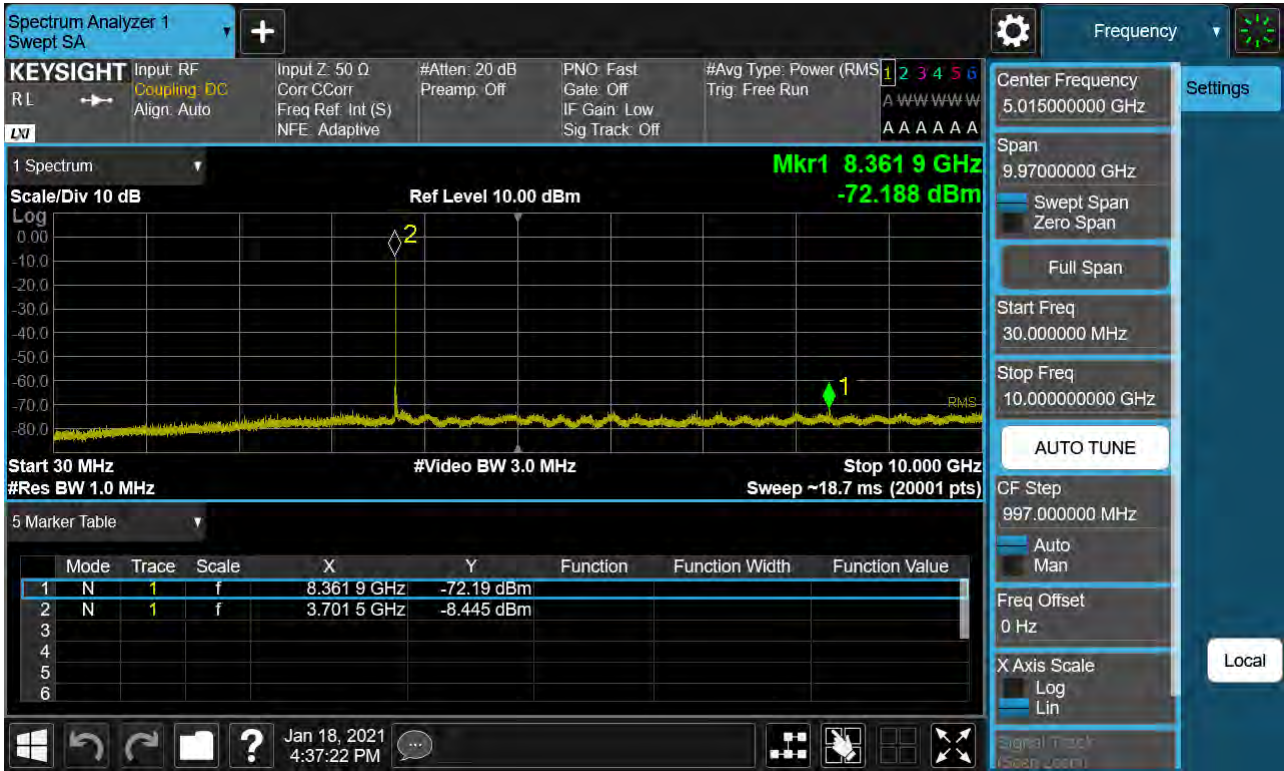 Spectrum Analyzer 1
Swept SA
+
Frequency
KEYSIGHT
RL
LXI
Input: RF
Coupling: DC
Align: Auto
Input Z: 50 Ω
Corr CCorr
Freq Ref: Int (S)
NFE: Adaptive
#Atten: 20 dB
Preamp: Off
PNO: Fast
Gate: Off
IF Gain: Low
Sig Track: Off
#Avg Type: Power (RMS
Trig: Free Run
1 2 3 4 5 6
A W W W W W
A A A A A A
1 Spectrum
Mkr1 8.361 9 GHz
Scale/Div 10 dB
Ref Level 10.00 dBm
-72.188 dBm
Log
0.00
-10.0
-20.0
-30.0
-40.0
-50.0
-60.0
-70.0
-80.0
2
1
RMS
Start 30 MHz
#Video BW 3.0 MHz
Stop 10.000 GHz
#Res BW 1.0 MHz
Sweep ~18.7 ms (20001 pts)
5 Marker Table
Mode Trace Scale X Y Function Function Width Function Value
1 N 1 f 8.361 9 GHz -72.19 dBm
2 N 1 f 3.701 5 GHz -8.445 dBm
3
4
5
6
Jan 18, 2021
4:37:22 PM
?
Center Frequency
5.015000000 GHz
Settings
Span
9.97000000 GHz
Swept Span
Zero Span
Full Span
Start Freq
30.000000 MHz
Stop Freq
10.000000000 GHz
AUTO TUNE
CF Step
997.000000 MHz
Auto
Man
Freq Offset
0 Hz
X Axis Scale
Log
Lin
Local
Signal Track
(Span Zoom)